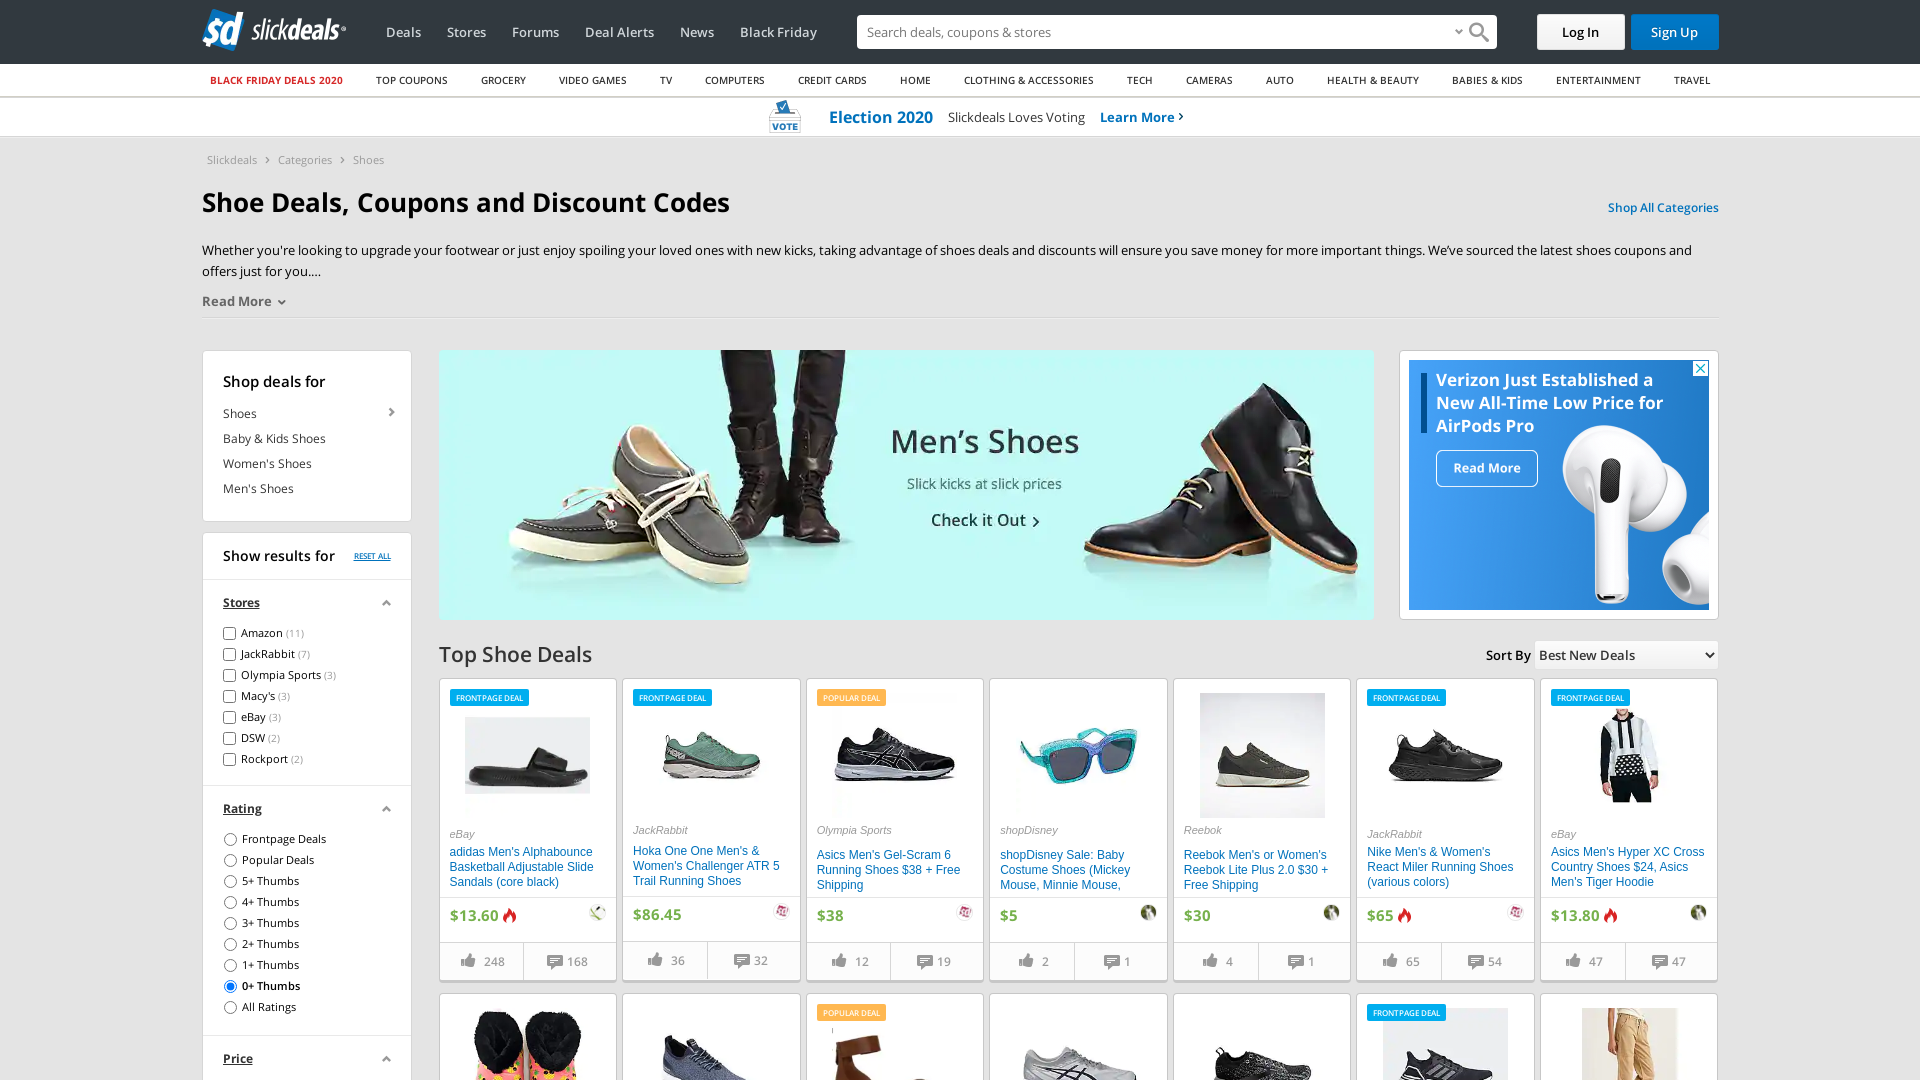 slickdeals
Deals
Stores
Forums
Deal Alerts
News
Black Friday
Search deals, coupons & stores
Log In
Sign Up
BLACK FRIDAY DEALS 2020
TOP COUPONS
GROCERY
VIDEO GAMES
TV
COMPUTERS
CREDIT CARDS
HOME
CLOTHING & ACCESSORIES
TECH
CAMERAS
AUTO
HEALTH & BEAUTY
BABIES & KIDS
ENTERTAINMENT
TRAVEL
VOTE
Election 2020
Slickdeals Loves Voting
Learn More
Slickdeals
Categories
Shoes
Shoe Deals, Coupons and Discount Codes
Shop All Categories
Whether you're looking to upgrade your footwear or just enjoy spoiling your loved ones with new kicks, taking advantage of shoes deals and discounts will ensure you save money for more important things. We’ve sourced the latest shoes coupons and
offers just for you.…
Read More
Shop deals for
Shoes
Baby & Kids Shoes
Women's Shoes
Men's Shoes
Show results for
RESET ALL
Stores
Amazon (11)
JackRabbit (7)
Olympia Sports (3)
Macy's (3)
eBay (3)
DSW (2)
Rockport (2)
Rating
Frontpage Deals
Popular Deals
5+ Thumbs
4+ Thumbs
3+ Thumbs
2+ Thumbs
1+ Thumbs
0+ Thumbs
All Ratings
Price
Men’s Shoes
Slick kicks at slick prices
Check it Out
Verizon Just Established a
New All-Time Low Price for
AirPods Pro
Read More
Top Shoe Deals
Sort By
Best New Deals
FRONTPAGE DEAL
eBay
adidas Men's Alphabounce
Basketball Adjustable Slide
Sandals (core black)
$13.60
248
168
FRONTPAGE DEAL
JackRabbit
Hoka One One Men's &
Women's Challenger ATR 5
Trail Running Shoes
$86.45
36
32
POPULAR DEAL
Olympia Sports
Asics Men's Gel-Scram 6
Running Shoes $38 + Free
Shipping
$38
12
19
shopDisney
shopDisney Sale: Baby
Costume Shoes (Mickey
Mouse, Minnie Mouse,
$5
2
1
Reebok
Reebok Men's or Women's
Reebok Lite Plus 2.0 $30 +
Free Shipping
$30
4
1
FRONTPAGE DEAL
JackRabbit
Nike Men's & Women's
React Miler Running Shoes
(various colors)
$65
65
54
FRONTPAGE DEAL
eBay
Asics Men's Hyper XC Cross
Country Shoes $24, Asics
Men's Tiger Hoodie
$13.80
47
47
POPULAR DEAL
FRONTPAGE DEAL